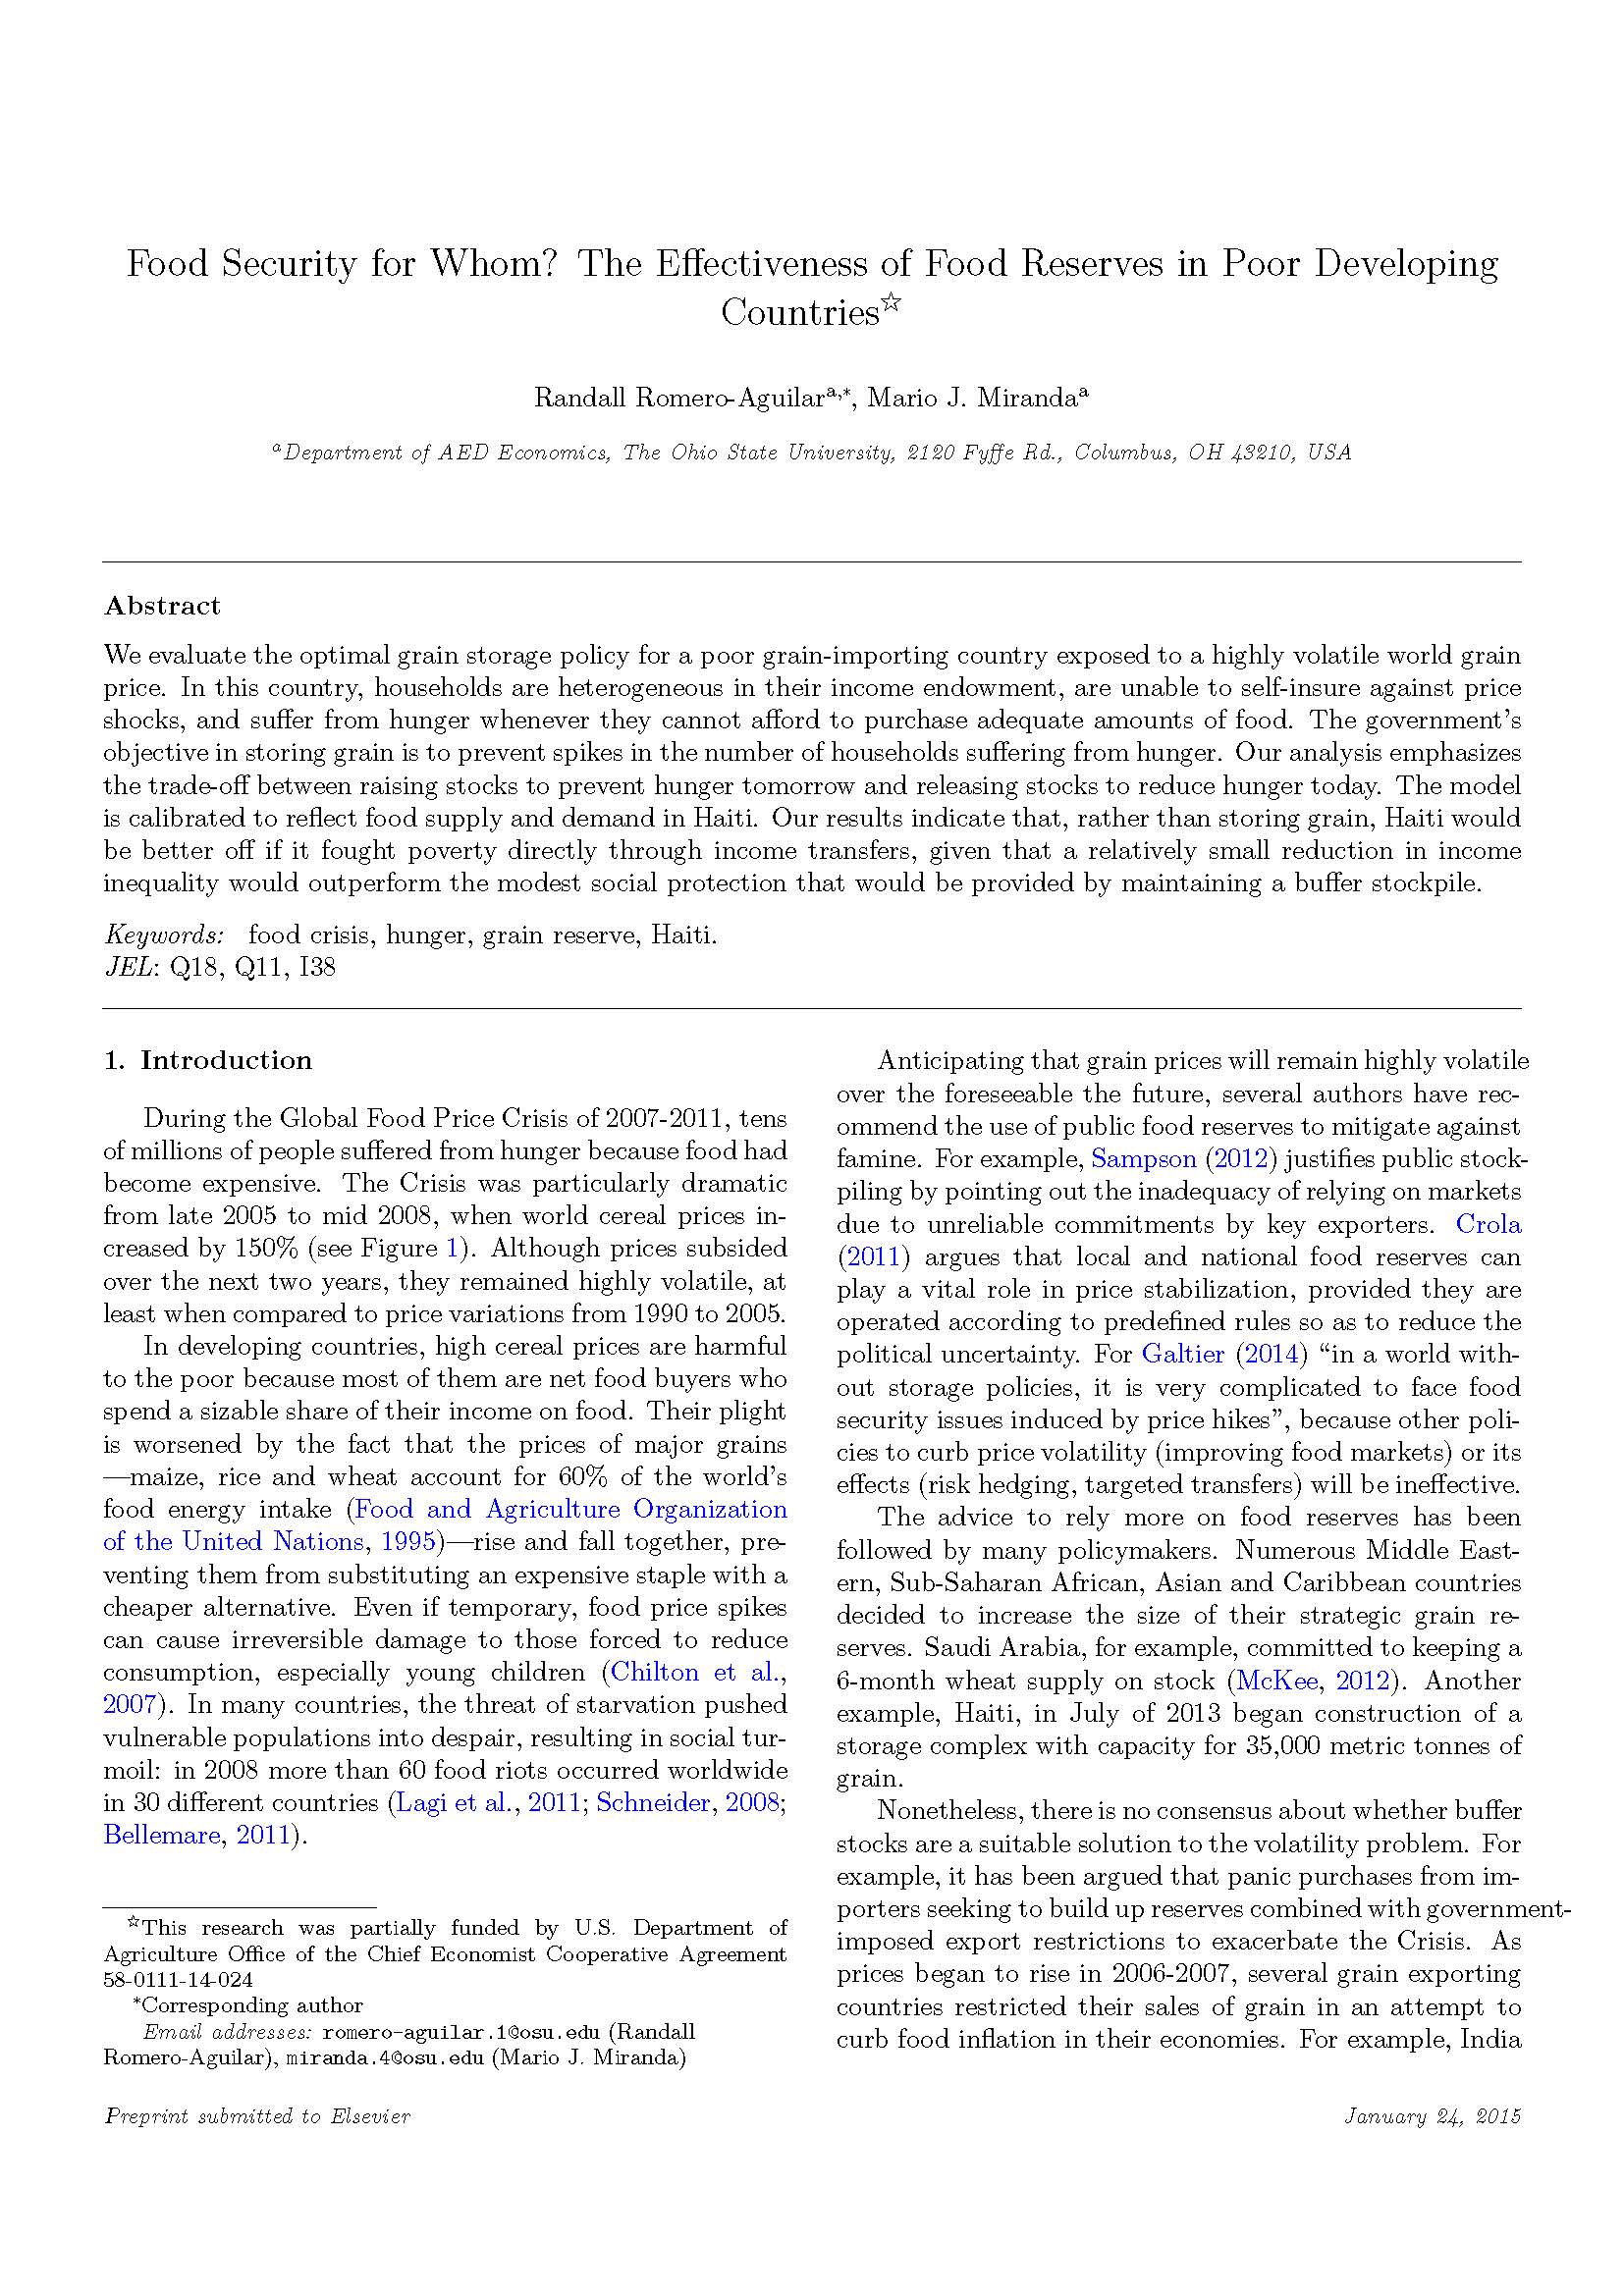 Food Security for Whom? The Effectiveness of Food Reserves in Poor Developing
Countries☆
Randall Romero-Aguilarᵃ,*, Mario J. Mirandaᵃ
ᵃDepartment of AED Economics, The Ohio State University, 2120 Fyffe Rd., Columbus, OH 43210, USA
Abstract
We evaluate the optimal grain storage policy for a poor grain-importing country exposed to a highly volatile world grain
price. In this country, households are heterogeneous in their income endowment, are unable to self-insure against price
shocks, and suffer from hunger whenever they cannot afford to purchase adequate amounts of food. The government's
objective in storing grain is to prevent spikes in the number of households suffering from hunger. Our analysis emphasizes
the trade-off between raising stocks to prevent hunger tomorrow and releasing stocks to reduce hunger today. The model
is calibrated to reflect food supply and demand in Haiti. Our results indicate that, rather than storing grain, Haiti would
be better off if it fought poverty directly through income transfers, given that a relatively small reduction in income
inequality would outperform the modest social protection that would be provided by maintaining a buffer stockpile.
Keywords: food crisis, hunger, grain reserve, Haiti.
JEL: Q18, Q11, I38
1. Introduction
During the Global Food Price Crisis of 2007-2011, tens
of millions of people suffered from hunger because food had
become expensive. The Crisis was particularly dramatic
from late 2005 to mid 2008, when world cereal prices in-
creased by 150% (see Figure 1). Although prices subsided
over the next two years, they remained highly volatile, at
least when compared to price variations from 1990 to 2005.
In developing countries, high cereal prices are harmful
to the poor because most of them are net food buyers who
spend a sizable share of their income on food. Their plight
is worsened by the fact that the prices of major grains
—maize, rice and wheat account for 60% of the world's
food energy intake (Food and Agriculture Organization
of the United Nations, 1995)—rise and fall together, pre-
venting them from substituting an expensive staple with a
cheaper alternative. Even if temporary, food price spikes
can cause irreversible damage to those forced to reduce
consumption, especially young children (Chilton et al.,
2007). In many countries, the threat of starvation pushed
vulnerable populations into despair, resulting in social tur-
moil: in 2008 more than 60 food riots occurred worldwide
in 30 different countries (Lagi et al., 2011; Schneider, 2008;
Bellemare, 2011).
☆This research was partially funded by U.S. Department of
Agriculture Office of the Chief Economist Cooperative Agreement
58-0111-14-024
*Corresponding author
Email addresses: romero-aguilar.1@osu.edu (Randall
Romero-Aguilar), miranda.4@osu.edu (Mario J. Miranda)
Anticipating that grain prices will remain highly volatile
over the foreseeable the future, several authors have rec-
ommend the use of public food reserves to mitigate against
famine. For example, Sampson (2012) justifies public stock-
piling by pointing out the inadequacy of relying on markets
due to unreliable commitments by key exporters. Crola
(2011) argues that local and national food reserves can
play a vital role in price stabilization, provided they are
operated according to predefined rules so as to reduce the
political uncertainty. For Galtier (2014) “in a world with-
out storage policies, it is very complicated to face food
security issues induced by price hikes”, because other poli-
cies to curb price volatility (improving food markets) or its
effects (risk hedging, targeted transfers) will be ineffective.
The advice to rely more on food reserves has been
followed by many policymakers. Numerous Middle East-
ern, Sub-Saharan African, Asian and Caribbean countries
decided to increase the size of their strategic grain re-
serves. Saudi Arabia, for example, committed to keeping a
6-month wheat supply on stock (McKee, 2012). Another
example, Haiti, in July of 2013 began construction of a
storage complex with capacity for 35,000 metric tonnes of
grain.
Nonetheless, there is no consensus about whether buffer
stocks are a suitable solution to the volatility problem. For
example, it has been argued that panic purchases from im-
porters seeking to build up reserves combined with government-
imposed export restrictions to exacerbate the Crisis. As
prices began to rise in 2006-2007, several grain exporting
countries restricted their sales of grain in an attempt to
curb food inflation in their economies. For example, India
Preprint submitted to Elsevier
January 24, 2015